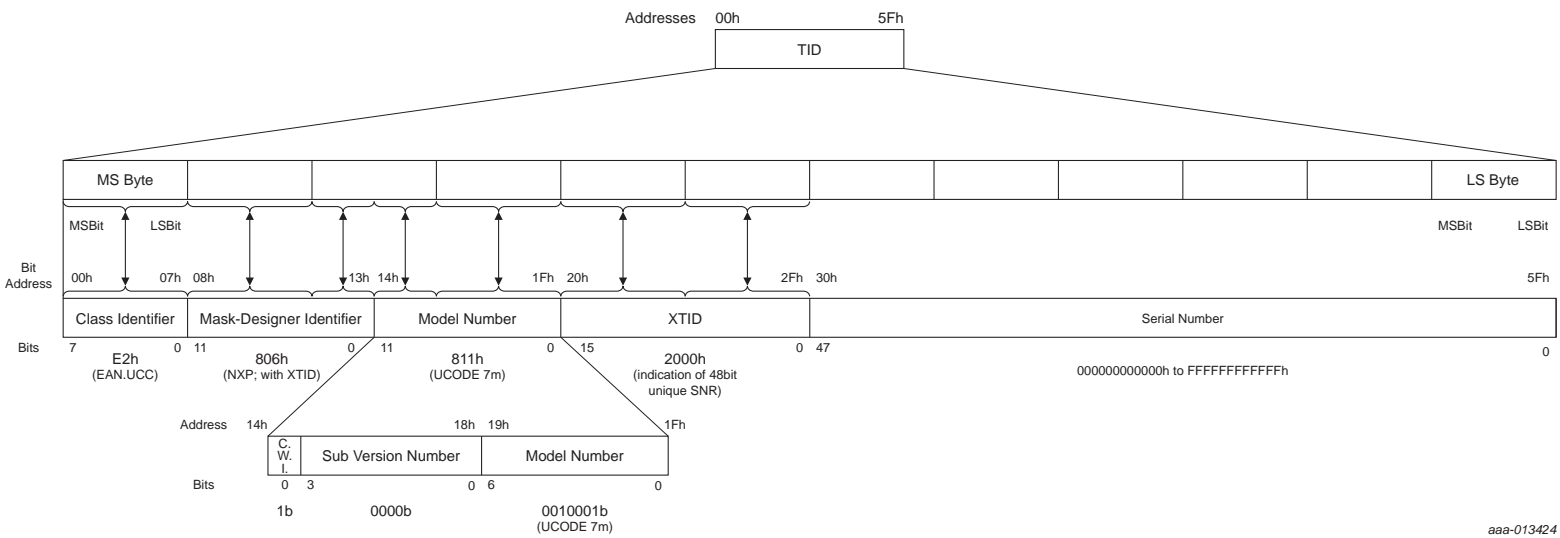 Addresses 00h 5Fh
TID
MS Byte LS Byte
MSBit LSBit MSBit LSBit
Bit
Address
00h 07h 08h 13h 14h 1Fh 20h 2Fh 30h 5Fh
Class Identifier Mask-Designer Identifier Model Number XTID Serial Number
Bits 7 0 11 0 11 0 15 0 47 0
E2h 806h 811h 2000h
(EAN.UCC) (NXP; with XTID) (UCODE 7m) (indication of 48bit
unique SNR)
000000000000h to FFFFFFFFFFFFh
Address 14h 18h 19h 1Fh
C.
W.
I.
Sub Version Number Model Number
Bits 0 3 0 6 0
1b 0000b 0010001b
(UCODE 7m)
aaa-013424